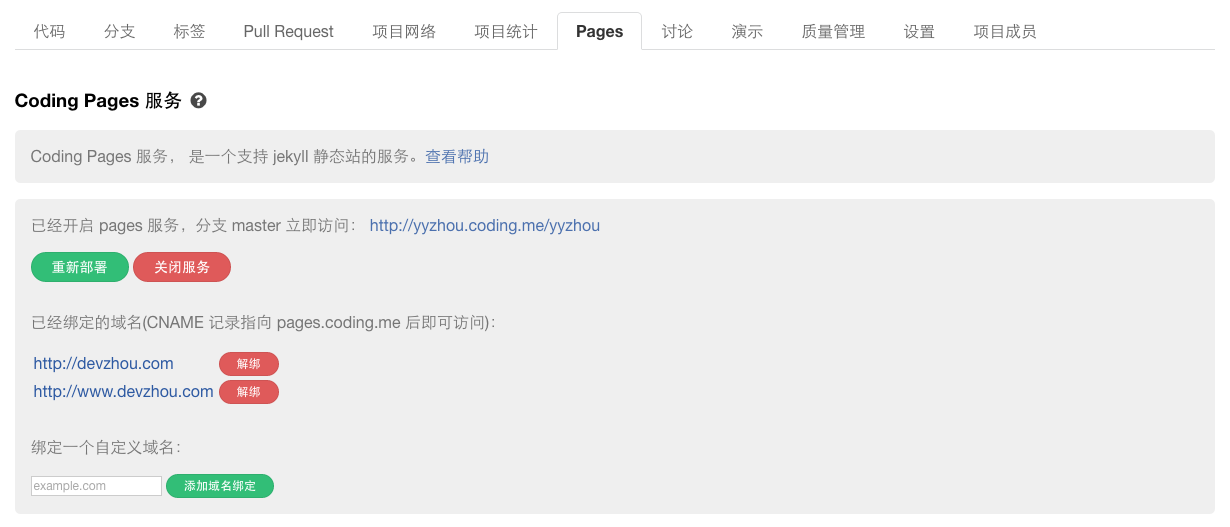 代码 分支 标签 Pull Request 项目网络 项目统计 Pages 讨论 演示 质量管理 设置 项目成员
Coding Pages 服务 ?
Coding Pages 服务， 是一个支持 jekyll 静态站的服务。查看帮助
已经开启 pages 服务，分支 master 立即访问： http://yyzhou.coding.me/yyzhou
重新部署 关闭服务
已经绑定的域名(CNAME 记录指向 pages.coding.me 后即可访问)：
http://devzhou.com 解绑
http://www.devzhou.com 解绑
绑定一个自定义域名：
example.com 添加域名绑定